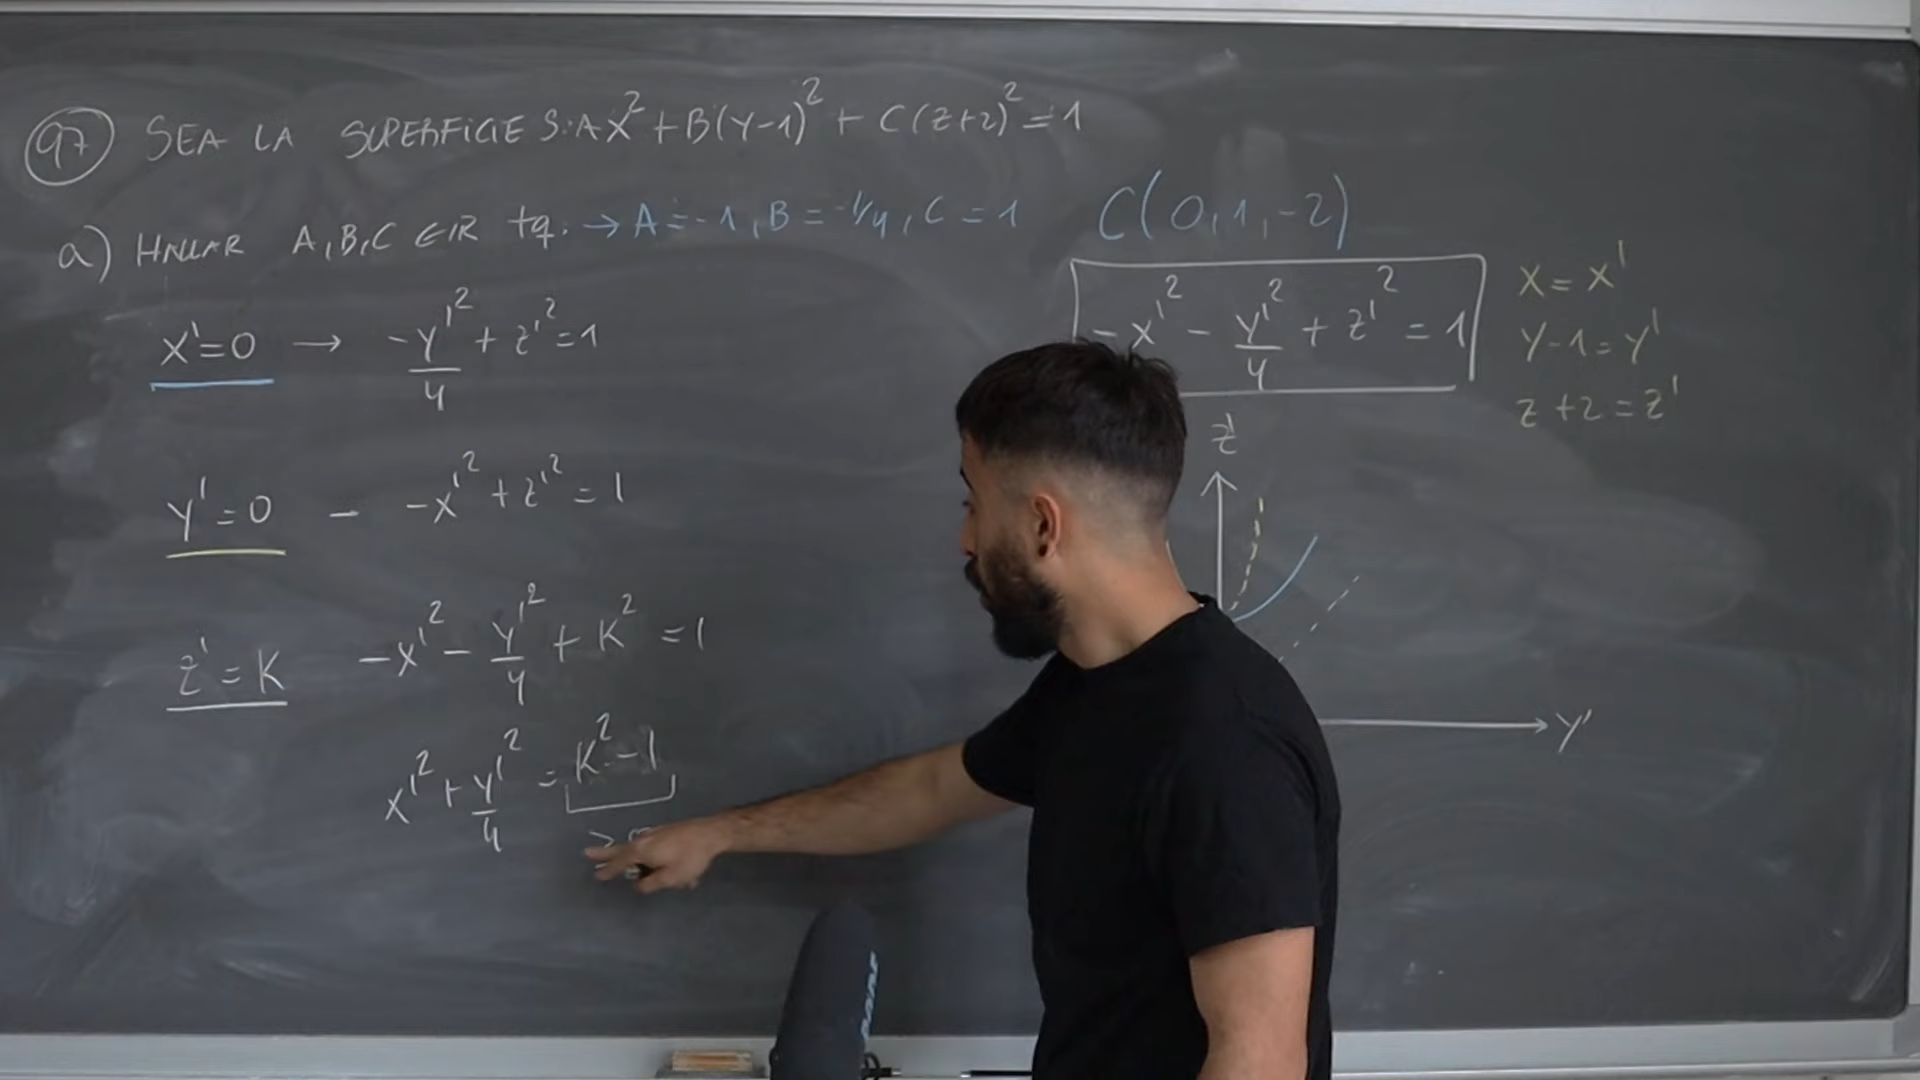 97 SEA LA SUPERFICIE S: Ax² + B(y-1)² + C(z+2)² = 1
a) HALLAR A,B,C ∈ IR tq. → A = -1, B = -1/4, C = 1
C(0,1,-2)
-x'² - y'²/4 + z'² = 1
x = x'
y-1 = y'
z+2 = z'
x'=0 → -y'²/4 + z'² = 1
y'=0 - -x'² + z'² = 1
z'=K -x'² - y'²/4 + K² = 1
x'² + y'²/4 = K² - 1
z'
y'